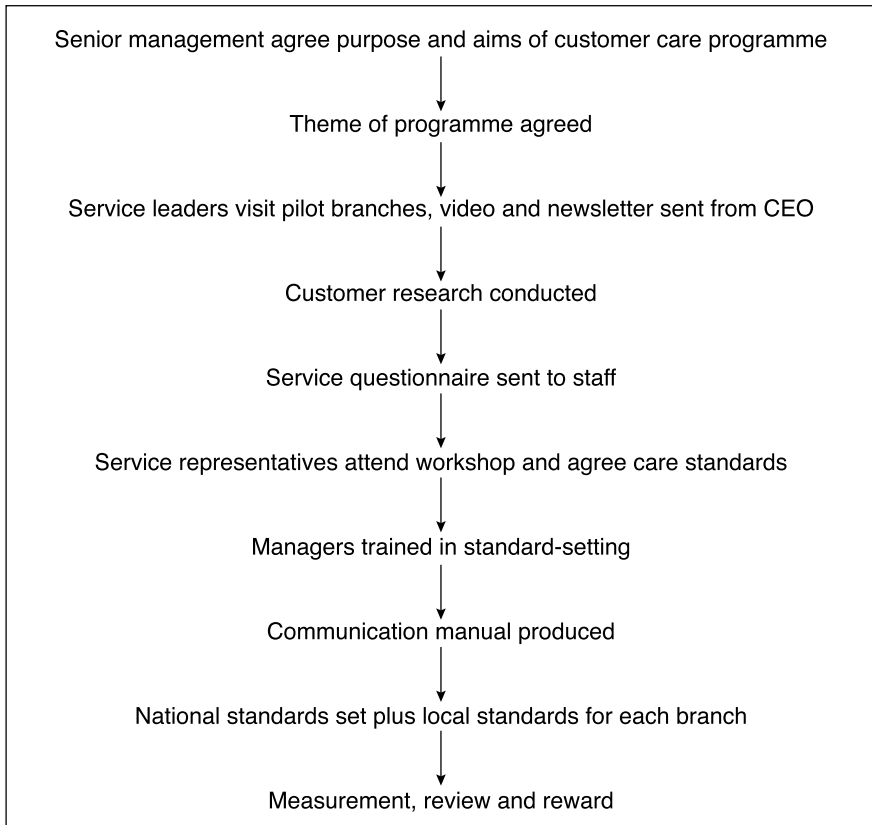 Senior management agree purpose and aims of customer care programme
Theme of programme agreed
Service leaders visit pilot branches, video and newsletter sent from CEO
Customer research conducted
Service questionnaire sent to staff
Service representatives attend workshop and agree care standards
Managers trained in standard-setting
Communication manual produced
National standards set plus local standards for each branch
Measurement, review and reward